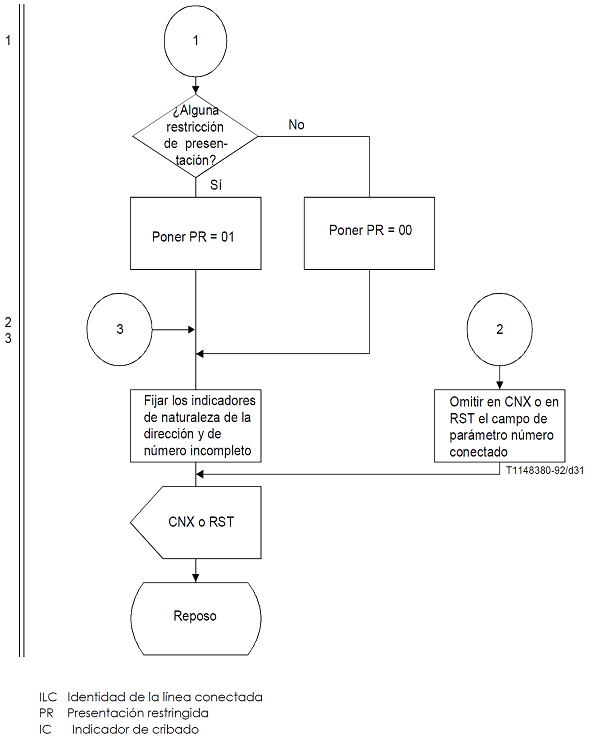 1
1
¿Alguna
restricción
de presen-
tación?
No
Sí
Poner PR = 01
Poner PR = 00
2
3
3
2
Fijar los indicadores
de naturaleza de la
dirección y de
número incompleto
Omitir en CNX o en
RST el campo de
parámetro número
conectado
T1148380-92/d31
CNX o RST
Reposo
ILC Identidad de la línea conectada
PR Presentación restringida
IC Indicador de cribado